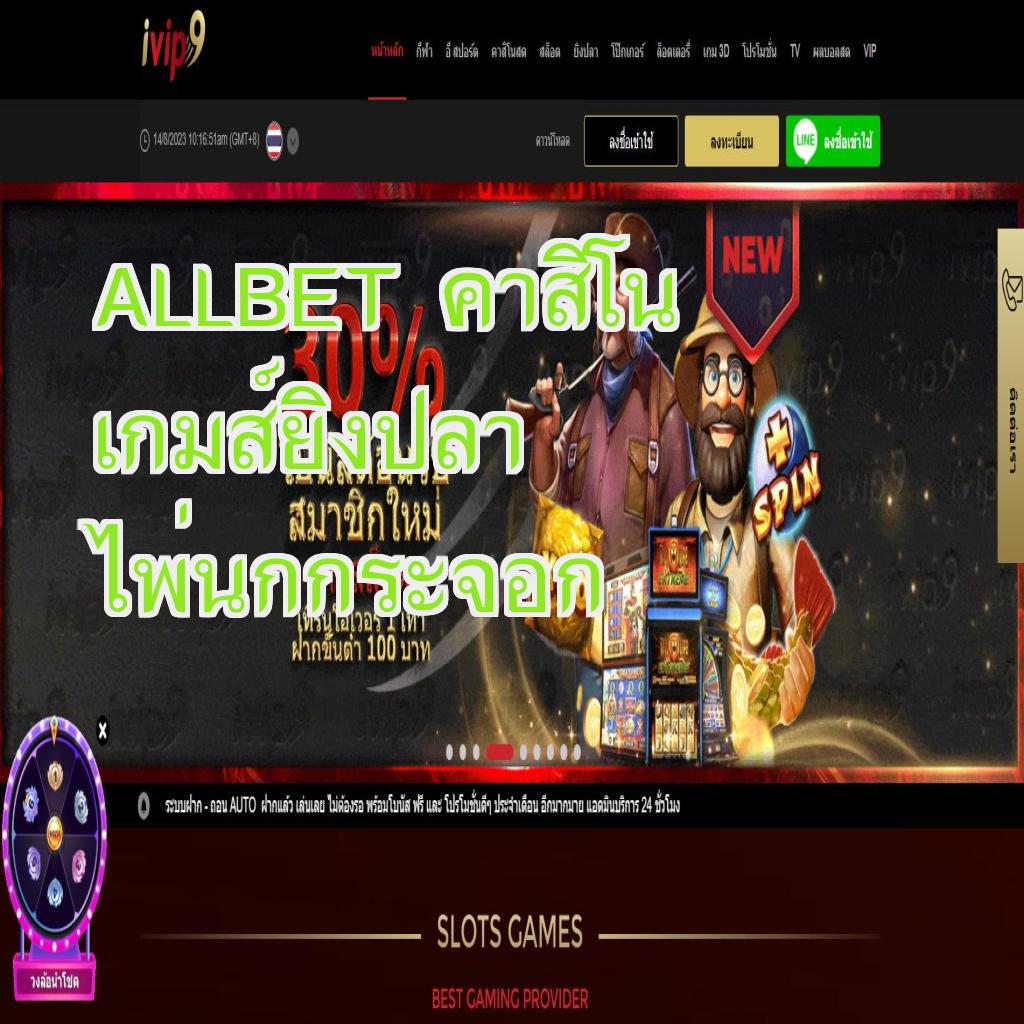 ivip9
หน้าหลัก กีฬา อี สปอร์ต คาสิโนสด สล็อต ยิงปลา โป๊กเกอร์ ล็อตเตอรี่ เกม 3D โปรโมชั่น TV ผลบอลสด VIP
14/8/2023 10:16:51am (GMT+8)
ดาวน์โหลด
ลงชื่อเข้าใช้
ลงทะเบียน
LINE ลงชื่อเข้าใช้
NEW
ALLBET คาสิโน
30%
เกมส์ยิงปลา
สมาชิกใหม่
ไพ่นกกระจอก
ฝากขั้นต่ำ 100 บาท
+ SPIN
EXTREME
ติดต่อเรา
ระบบฝาก - ถอน AUTO ฝากแล้ว เล่นเลย ไม่ต้องรอ พร้อมโบนัส ฟรี และ โปรโมชั่นดีๆ ประจำเดือน อีกมากมาย แอดมินบริการ 24 ชั่วโมง
SLOTS GAMES
วงล้อนำโชค
BEST GAMING PROVIDER